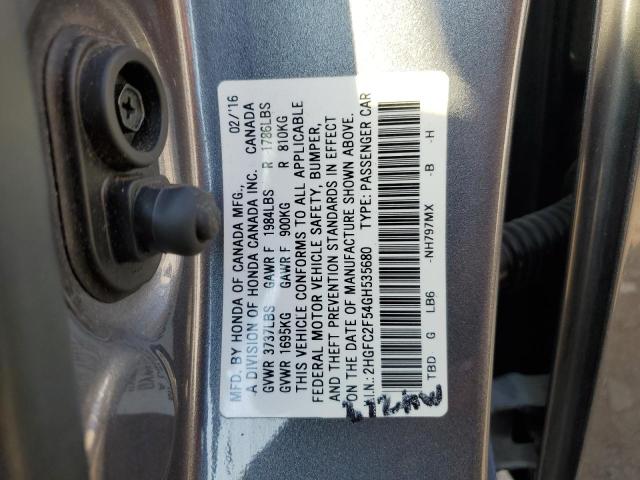 MFD. BY HONDA OF CANADA MFG., 02/'16
A DIVISION OF HONDA CANADA INC. CANADA
GVWR 3737LBS GAWR F 1984LBS R 1786LBS
GVWR 1695KG GAWR F 900KG R 810KG
THIS VEHICLE CONFORMS TO ALL APPLICABLE
FEDERAL MOTOR VEHICLE SAFETY, BUMPER,
AND THEFT PREVENTION STANDARDS IN EFFECT
ON THE DATE OF MANUFACTURE SHOWN ABOVE.
V.I.N: 2HGFC2F54GH535680 TYPE: PASSENGER CAR
TBD G LB6 -NH797MX -B -H